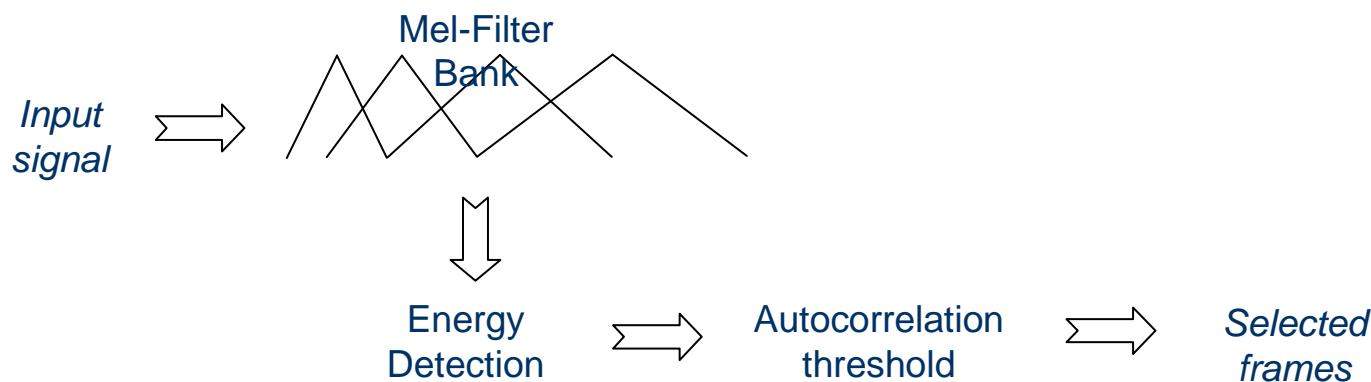 Mel-Filter
Bank
Input
signal
Energy
Detection
Autocorrelation
threshold
Selected
frames